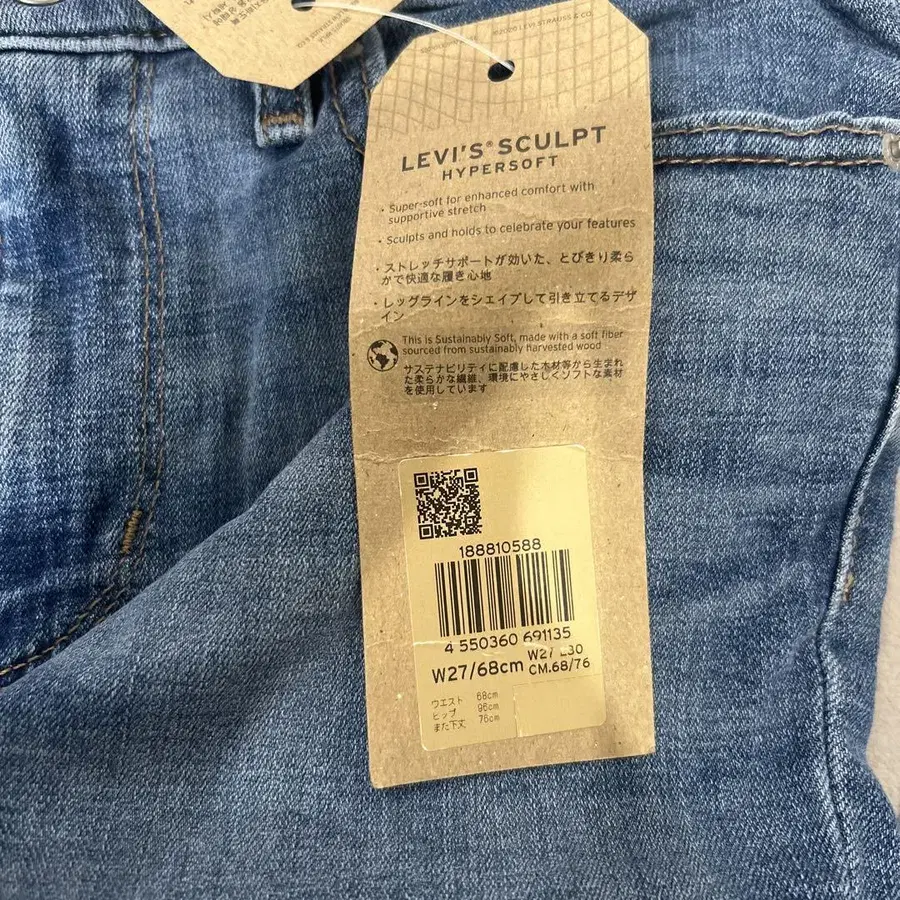 ©2020 LEVI STRAUSS & CO.
LEVI'S® SCULPT
HYPERSOFT
• Super-soft for enhanced comfort with
supportive stretch
• Sculpts and holds to celebrate your features
• ストレッチサポートが効いた、とびきり柔ら
かで快適な履き心地
• レッグラインをシェイプして引き立てるデザ
イン
This is Sustainably Soft, made with a soft fiber
sourced from sustainably harvested wood
サステナビリティに配慮した木材等から生まれ
た柔らかな繊維、環境にやさしくソフトな素材
を使用しています
188810588
4 550360 691135
W27/68cm
W27 L30
CM.68/76
ウエスト 68cm
ヒップ 96cm
また下丈 76cm